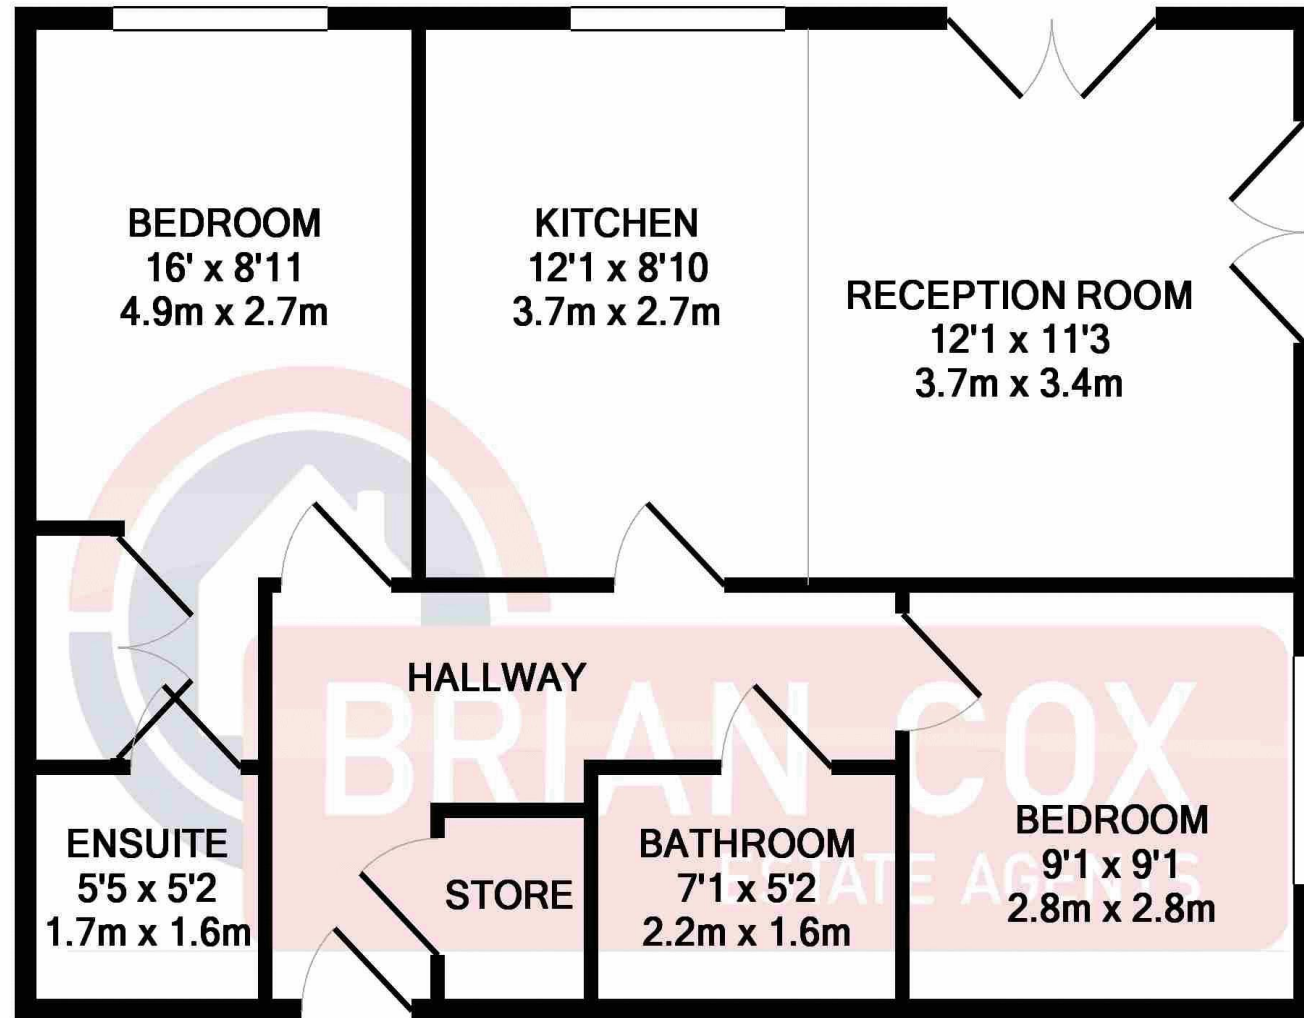 BEDROOM
16' x 8'11
4.9m x 2.7m
KITCHEN
12'1 x 8'10
3.7m x 2.7m
RECEPTION ROOM
12'1 x 11'3
3.7m x 3.4m
HALLWAY
BRIAN COX
ESTATE AGENTS
ENSUITE
5'5 x 5'2
1.7m x 1.6m
STORE
BATHROOM
7'1 x 5'2
2.2m x 1.6m
BEDROOM
9'1 x 9'1
2.8m x 2.8m